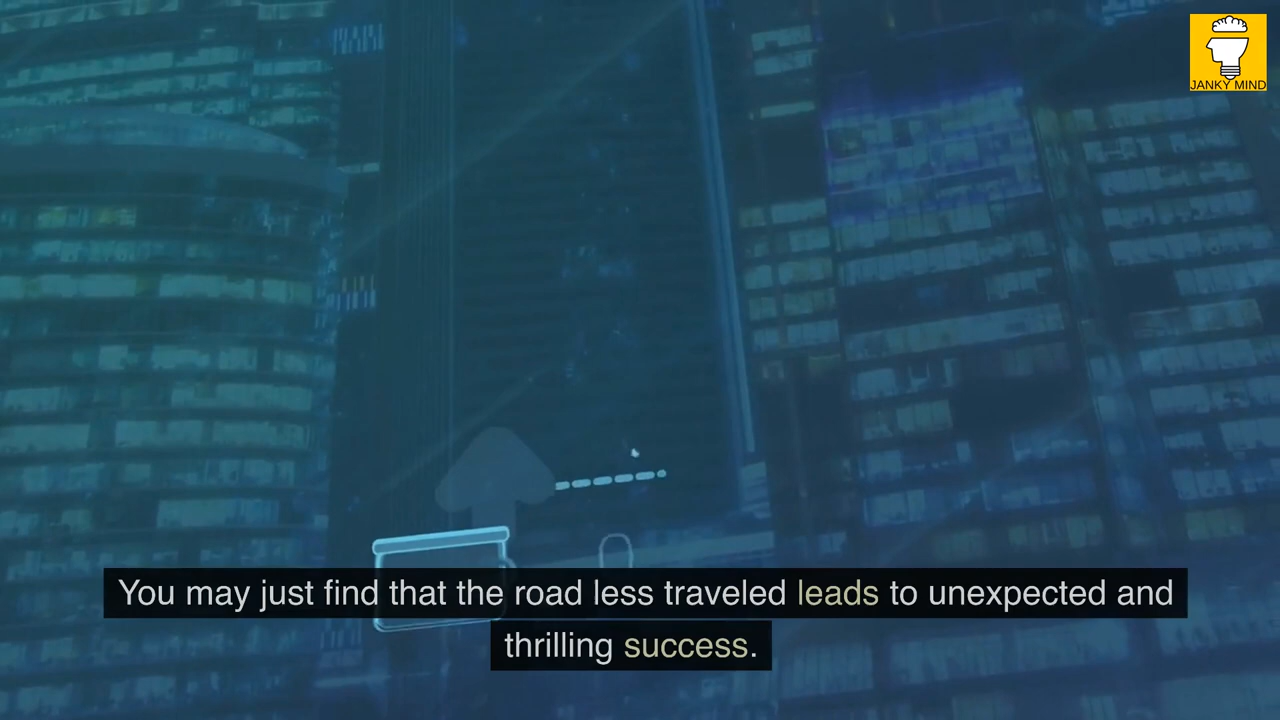 JANKY MIND
You may just find that the road less traveled leads to unexpected and
thrilling success.